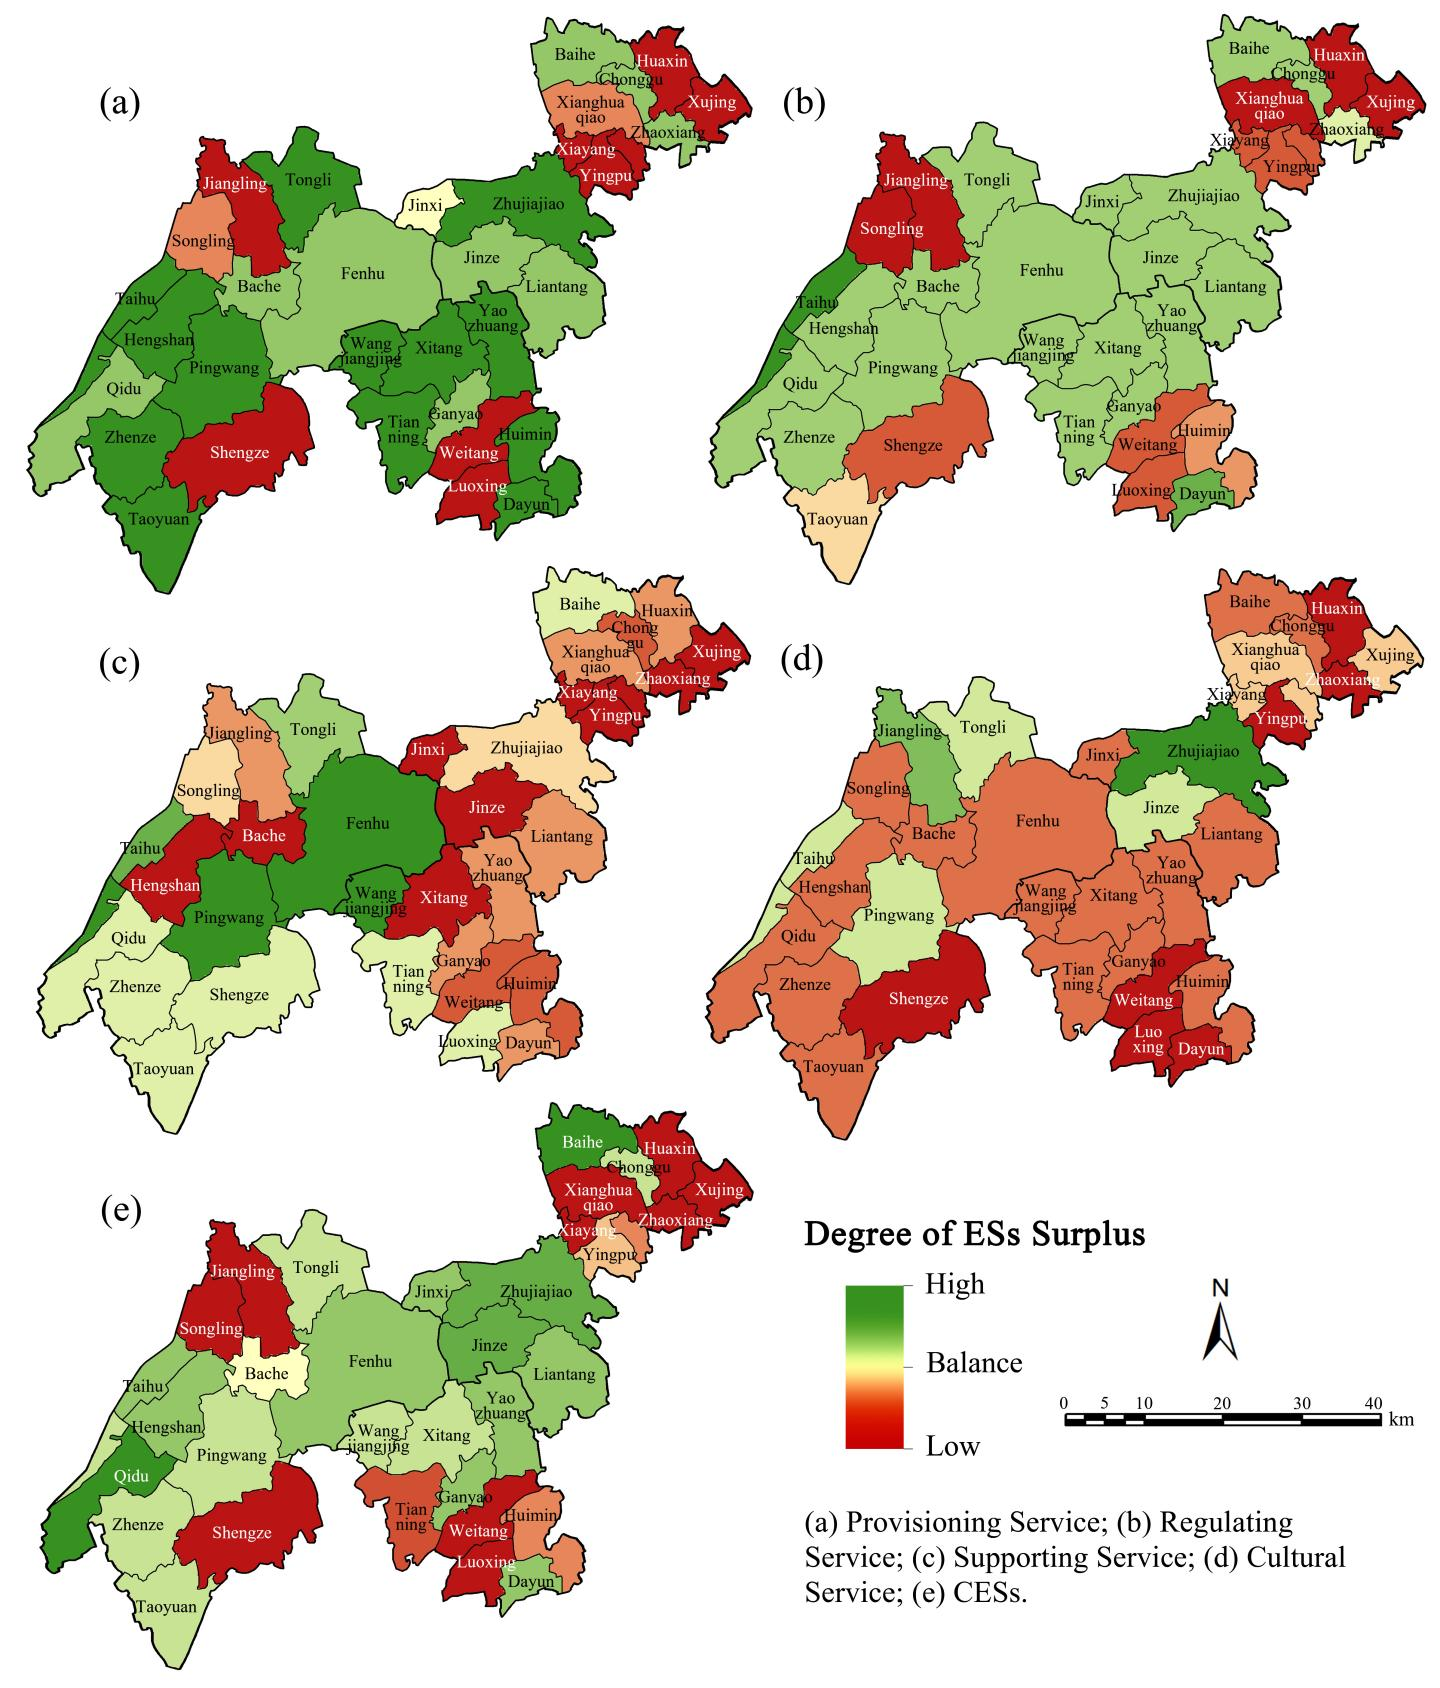 (a)
Baihe
Huaxin
Chonggu
Xianghua
qiao
Xujing
Zhaoxiang
Xiayang
Yingpu
Jiangling
Tongli
Jinxi
Zhujiajiao
Songling
Jinze
Fenhu
Bache
Liantang
Taihu
Yao
zhuang
Hengshan
Wang
jiangjing
Xitang
Pingwang
Qidu
Ganyao
Tian
ning
Zhenze
Huimin
Shengze
Weitang
Luoxing
Dayun
Taoyuan
(b)
Baihe
Huaxin
Chonggu
Xianghua
qiao
Xujing
Zhaoxiang
Xiayang
Yingpu
Jiangling
Tongli
Jinxi
Zhujiajiao
Songling
Jinze
Fenhu
Bache
Liantang
Taihu
Yao
zhuang
Hengshan
Wang
jiangjing
Xitang
Pingwang
Qidu
Ganyao
Tian
ning
Zhenze
Huimin
Shengze
Weitang
Luoxing
Dayun
Taoyuan
(c)
Baihe
Huaxin
Chong
gu
Xianghua
qiao
Xujing
Zhaoxiang
Xiayang
Yingpu
Jiangling
Tongli
Jinxi
Zhujiajiao
Songling
Jinze
Fenhu
Bache
Liantang
Taihu
Yao
zhuang
Hengshan
Wang
jiangjing
Xitang
Pingwang
Qidu
Ganyao
Tian
ning
Zhenze
Huimin
Shengze
Weitang
Luoxing
Dayun
Taoyuan
(d)
Baihe
Huaxin
Chonggu
Xianghua
qiao
Xujing
Zhaoxiang
Xiayang
Yingpu
Jiangling
Tongli
Jinxi
Zhujiajiao
Songling
Jinze
Fenhu
Bache
Liantang
Taihu
Yao
zhuang
Hengshan
Wang
jiangjing
Xitang
Pingwang
Qidu
Ganyao
Tian
ning
Zhenze
Huimin
Shengze
Weitang
Luo
xing
Dayun
Taoyuan
(e)
Baihe
Huaxin
Chonggu
Xianghua
qiao
Xujing
Zhaoxiang
Xiayang
Yingpu
Jiangling
Tongli
Jinxi
Zhujiajiao
Songling
Jinze
Fenhu
Bache
Liantang
Taihu
Yao
zhuang
Hengshan
Wang
jiangjing
Xitang
Pingwang
Qidu
Ganyao
Tian
ning
Zhenze
Huimin
Shengze
Weitang
Luoxing
Dayun
Taoyuan
Degree of ESs Surplus
High
Balance
Low
N
0 5 10 20 30 40
km
(a) Provisioning Service; (b) Regulating
Service; (c) Supporting Service; (d) Cultural
Service; (e) CESs.